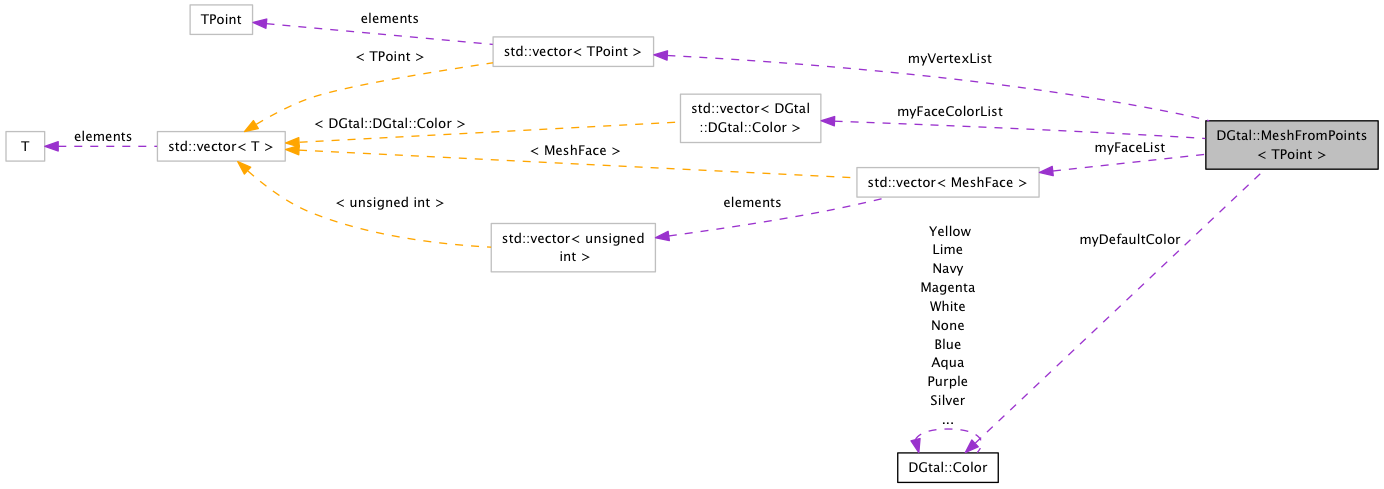 TPoint
elements
std::vector< TPoint >
< TPoint >
myVertexList
std::vector< DGtal
::DGtal::Color >
myFaceColorList
< DGtal::DGtal::Color >
T
elements
std::vector< T >
< MeshFace >
myFaceList
DGtal::MeshFromPoints
< TPoint >
std::vector< MeshFace >
< unsigned int >
elements
std::vector< unsigned
int >
myDefaultColor
Yellow
Lime
Navy
Magenta
White
None
Blue
Aqua
Purple
Silver
...
DGtal::Color